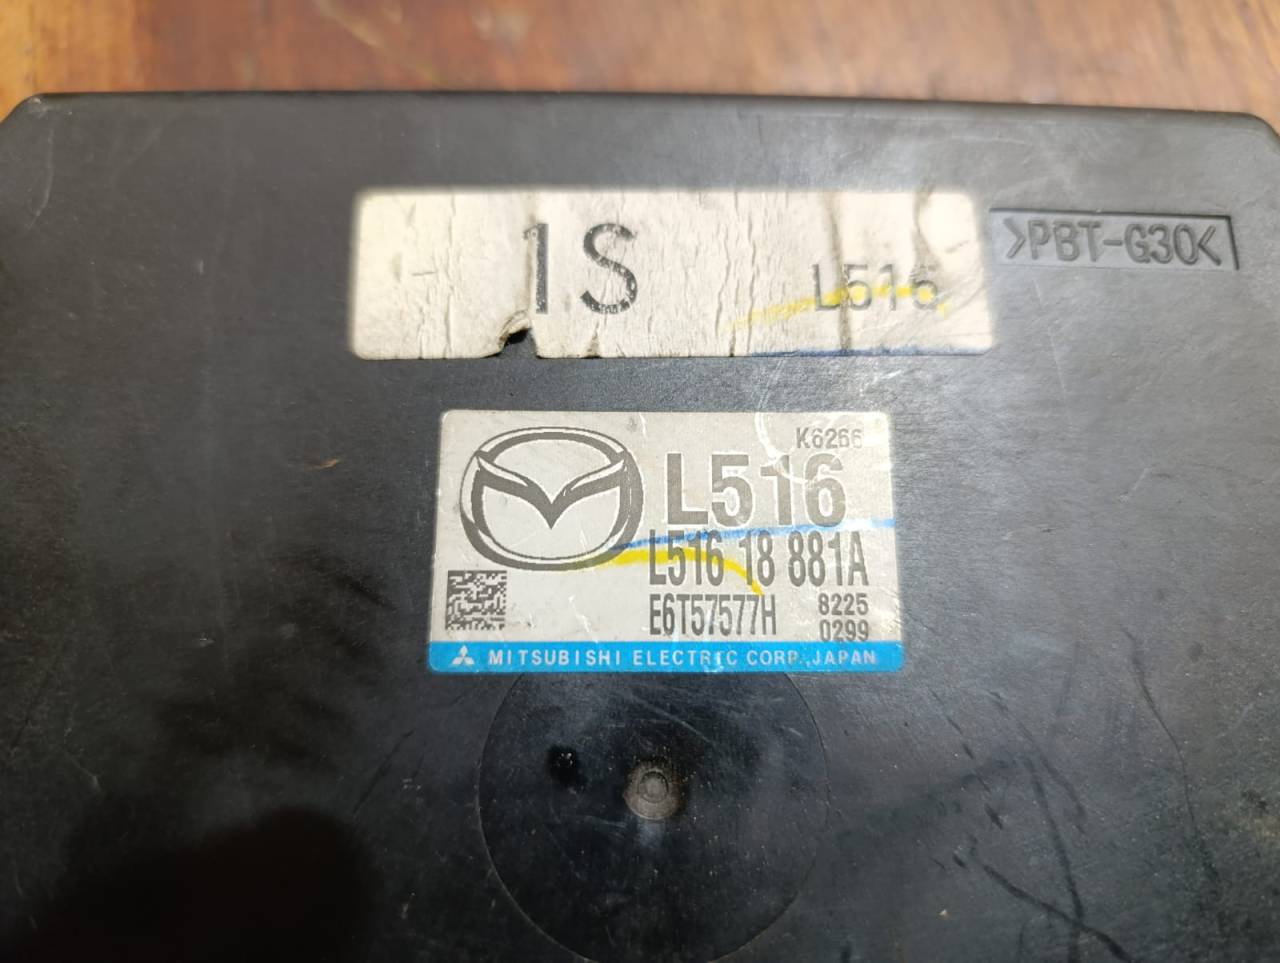 1S
L516
>PBT-G30<
K6266
L516
L516 18 881A
E6T57577H 8225
0299
MITSUBISHI ELECTRIC CORP. JAPAN